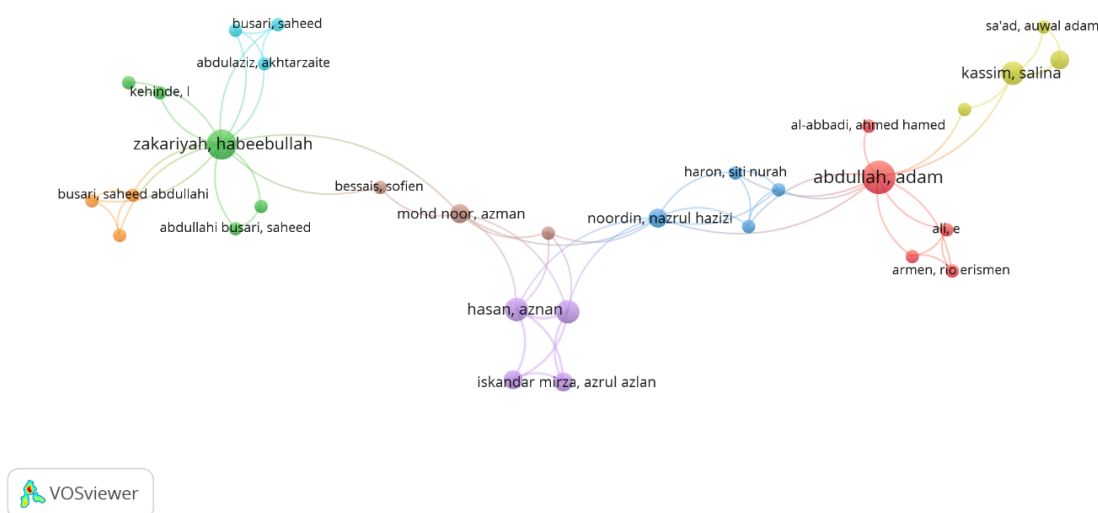 busari, saheed
sa'ad, auwal adam
abdulaziz, akhtarzaite
kassim, salina
kehinde, l
al-abbadi, ahmed hamed
zakariyah, habeebullah
haron, siti nurah
abdullah, adam
bessais, sofien
busari, saheed abdullahi
mohd noor, azman
noordin, nazrul hazizi
abdullahi busari, saheed
ali, e
armen, rio erismen
hasan, aznan
iskandar mirza, azrul azlan
VOSviewer